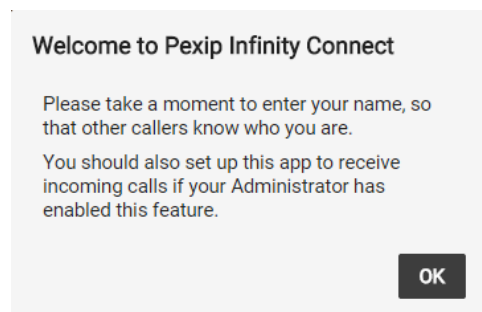 Welcome to Pexip Infinity Connect
Please take a moment to enter your name, so
that other callers know who you are.
You should also set up this app to receive
incoming calls if your Administrator has
enabled this feature.
OK